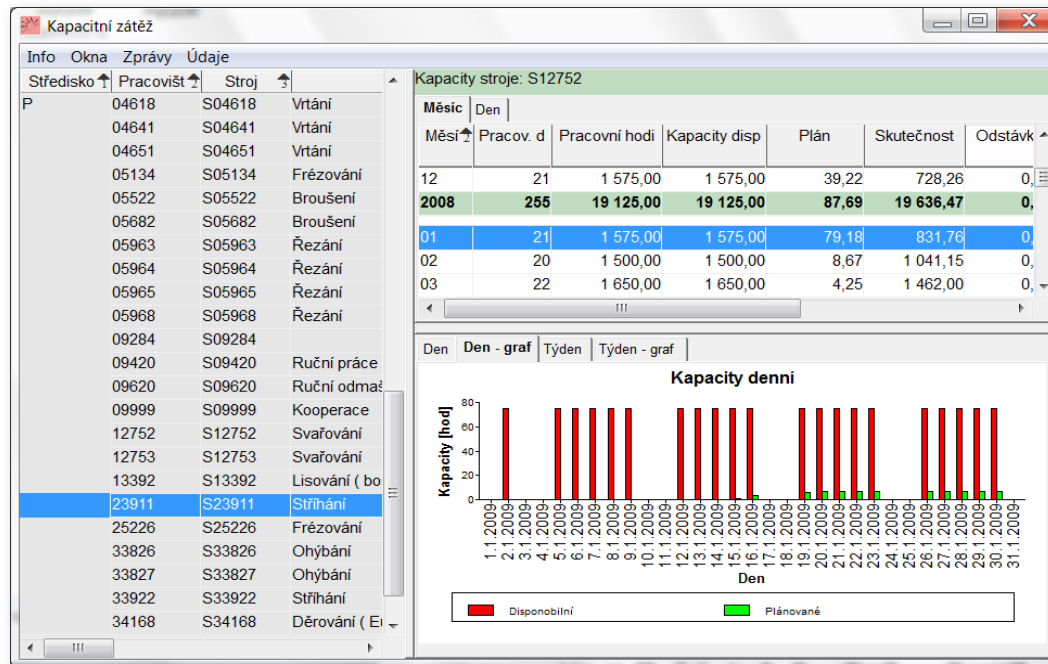 Kapacitní zátěž
Info Okna Zprávy Údaje
Středisko 1 Pracovišt 2 Stroj 3
P 04618 S04618 Vrtání
04641 S04641 Vrtání
04651 S04651 Vrtání
05134 S05134 Frézování
05522 S05522 Broušení
05682 S05682 Broušení
05963 S05963 Řezání
05964 S05964 Řezání
05965 S05965 Řezání
05968 S05968 Řezání
09284 S09284
09420 S09420 Ruční práce
09620 S09620 Ruční odmaš
09999 S09999 Kooperace
12752 S12752 Svařování
12753 S12753 Svařování
13392 S13392 Lisování ( bo
23911 S23911 Stříhání
25226 S25226 Frézování
33826 S33826 Ohýbání
33827 S33827 Ohýbání
33922 S33922 Stříhání
34168 S34168 Děrování ( E
Kapacity stroje: S12752
Měsíc Den
Měsí 2 Pracov. d Pracovní hodi Kapacity disp Plán Skutečnost Odstávk
12 21 1 575,00 1 575,00 39,22 728,26 0,
2008 255 19 125,00 19 125,00 87,69 19 636,47 0,
01 21 1 575,00 1 575,00 79,18 831,76 0,
02 20 1 500,00 1 500,00 8,67 1 041,15 0,
03 22 1 650,00 1 650,00 4,25 1 462,00 0,
Den Den - graf Týden Týden - graf
Kapacity denní
Kapacity [hod]
80
60
40
20
0
1.1.2009 2.1.2009 3.1.2009 4.1.2009 5.1.2009 6.1.2009 7.1.2009 8.1.2009 9.1.2009 10.1.2009 11.1.2009 12.1.2009 13.1.2009 14.1.2009 15.1.2009 16.1.2009 17.1.2009 18.1.2009 19.1.2009 20.1.2009 21.1.2009 22.1.2009 23.1.2009 24.1.2009 25.1.2009 26.1.2009 27.1.2009 28.1.2009 29.1.2009 30.1.2009 31.1.2009
Den
Disponobilní Plánované